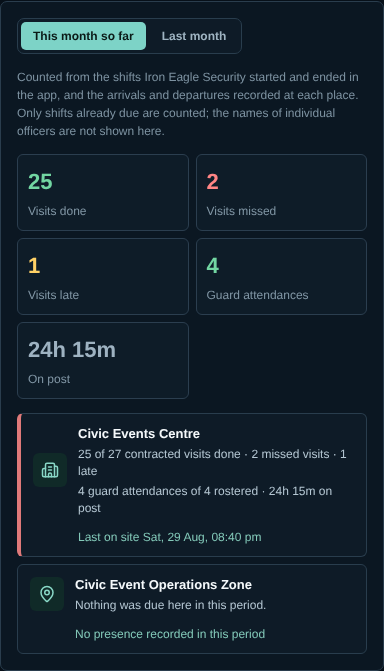 This month so far
Last month
Counted from the shifts Iron Eagle Security started and ended in
the app, and the arrivals and departures recorded at each place.
Only shifts already due are counted; the names of individual
officers are not shown here.
25
Visits done
2
Visits missed
1
Visits late
4
Guard attendances
24h 15m
On post
Civic Events Centre
25 of 27 contracted visits done · 2 missed visits · 1
late
4 guard attendances of 4 rostered · 24h 15m on
post
Last on site Sat, 29 Aug, 08:40 pm
Civic Event Operations Zone
Nothing was due here in this period.
No presence recorded in this period